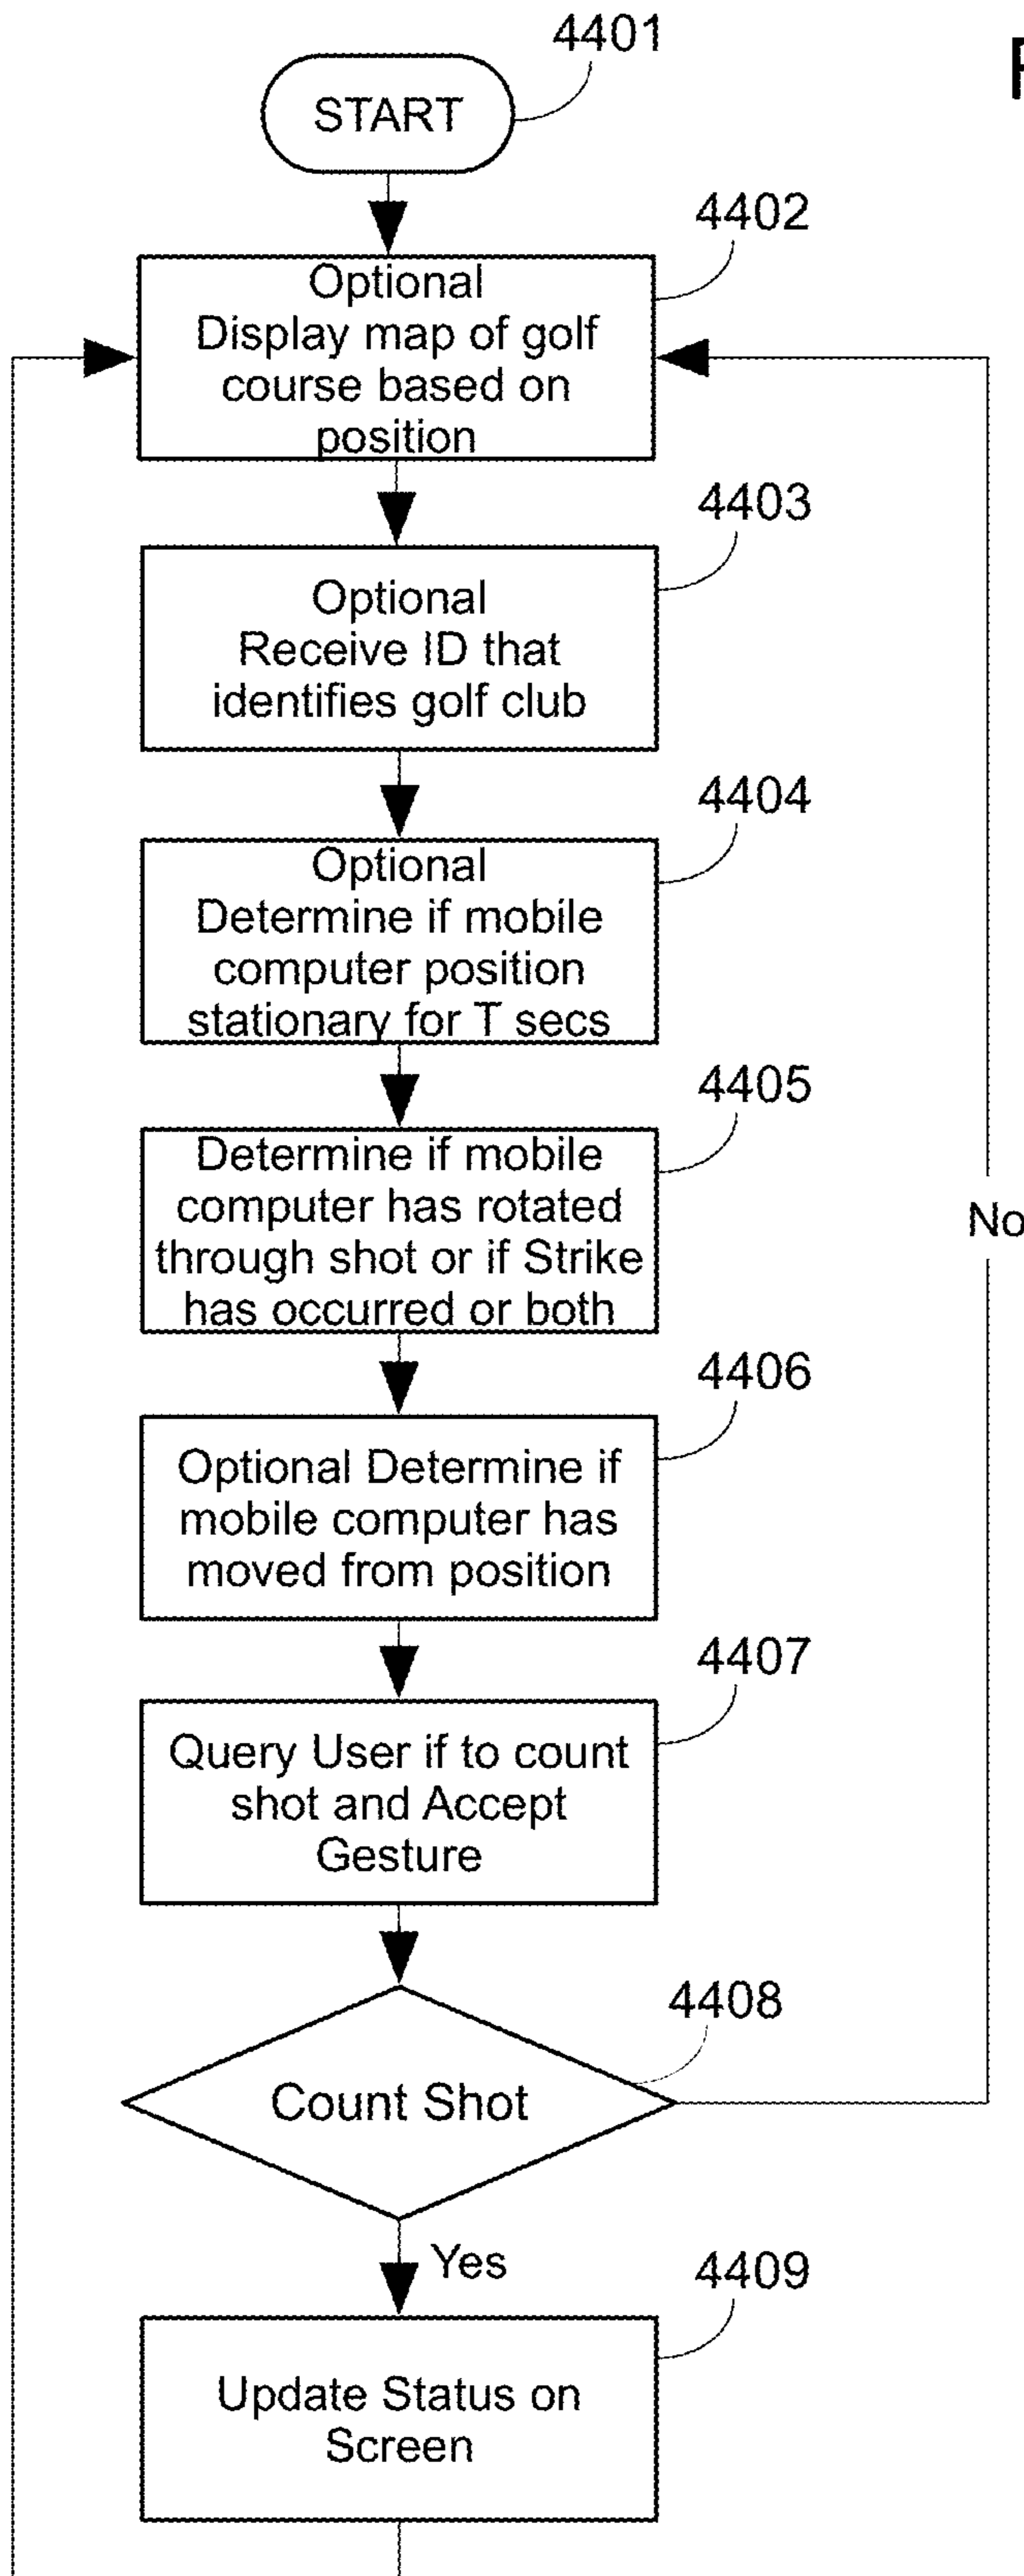 4401
START
4402
Optional
Display map of golf
course based on
position
4403
Optional
Receive ID that
identifies golf club
4404
Optional
Determine if mobile
computer position
stationary for T secs
4405
Determine if mobile
computer has rotated
through shot or if Strike
has occurred or both
No
4406
Optional Determine if
mobile computer has
moved from position
4407
Query User if to count
shot and Accept
Gesture
4408
Count Shot
Yes
4409
Update Status on
Screen